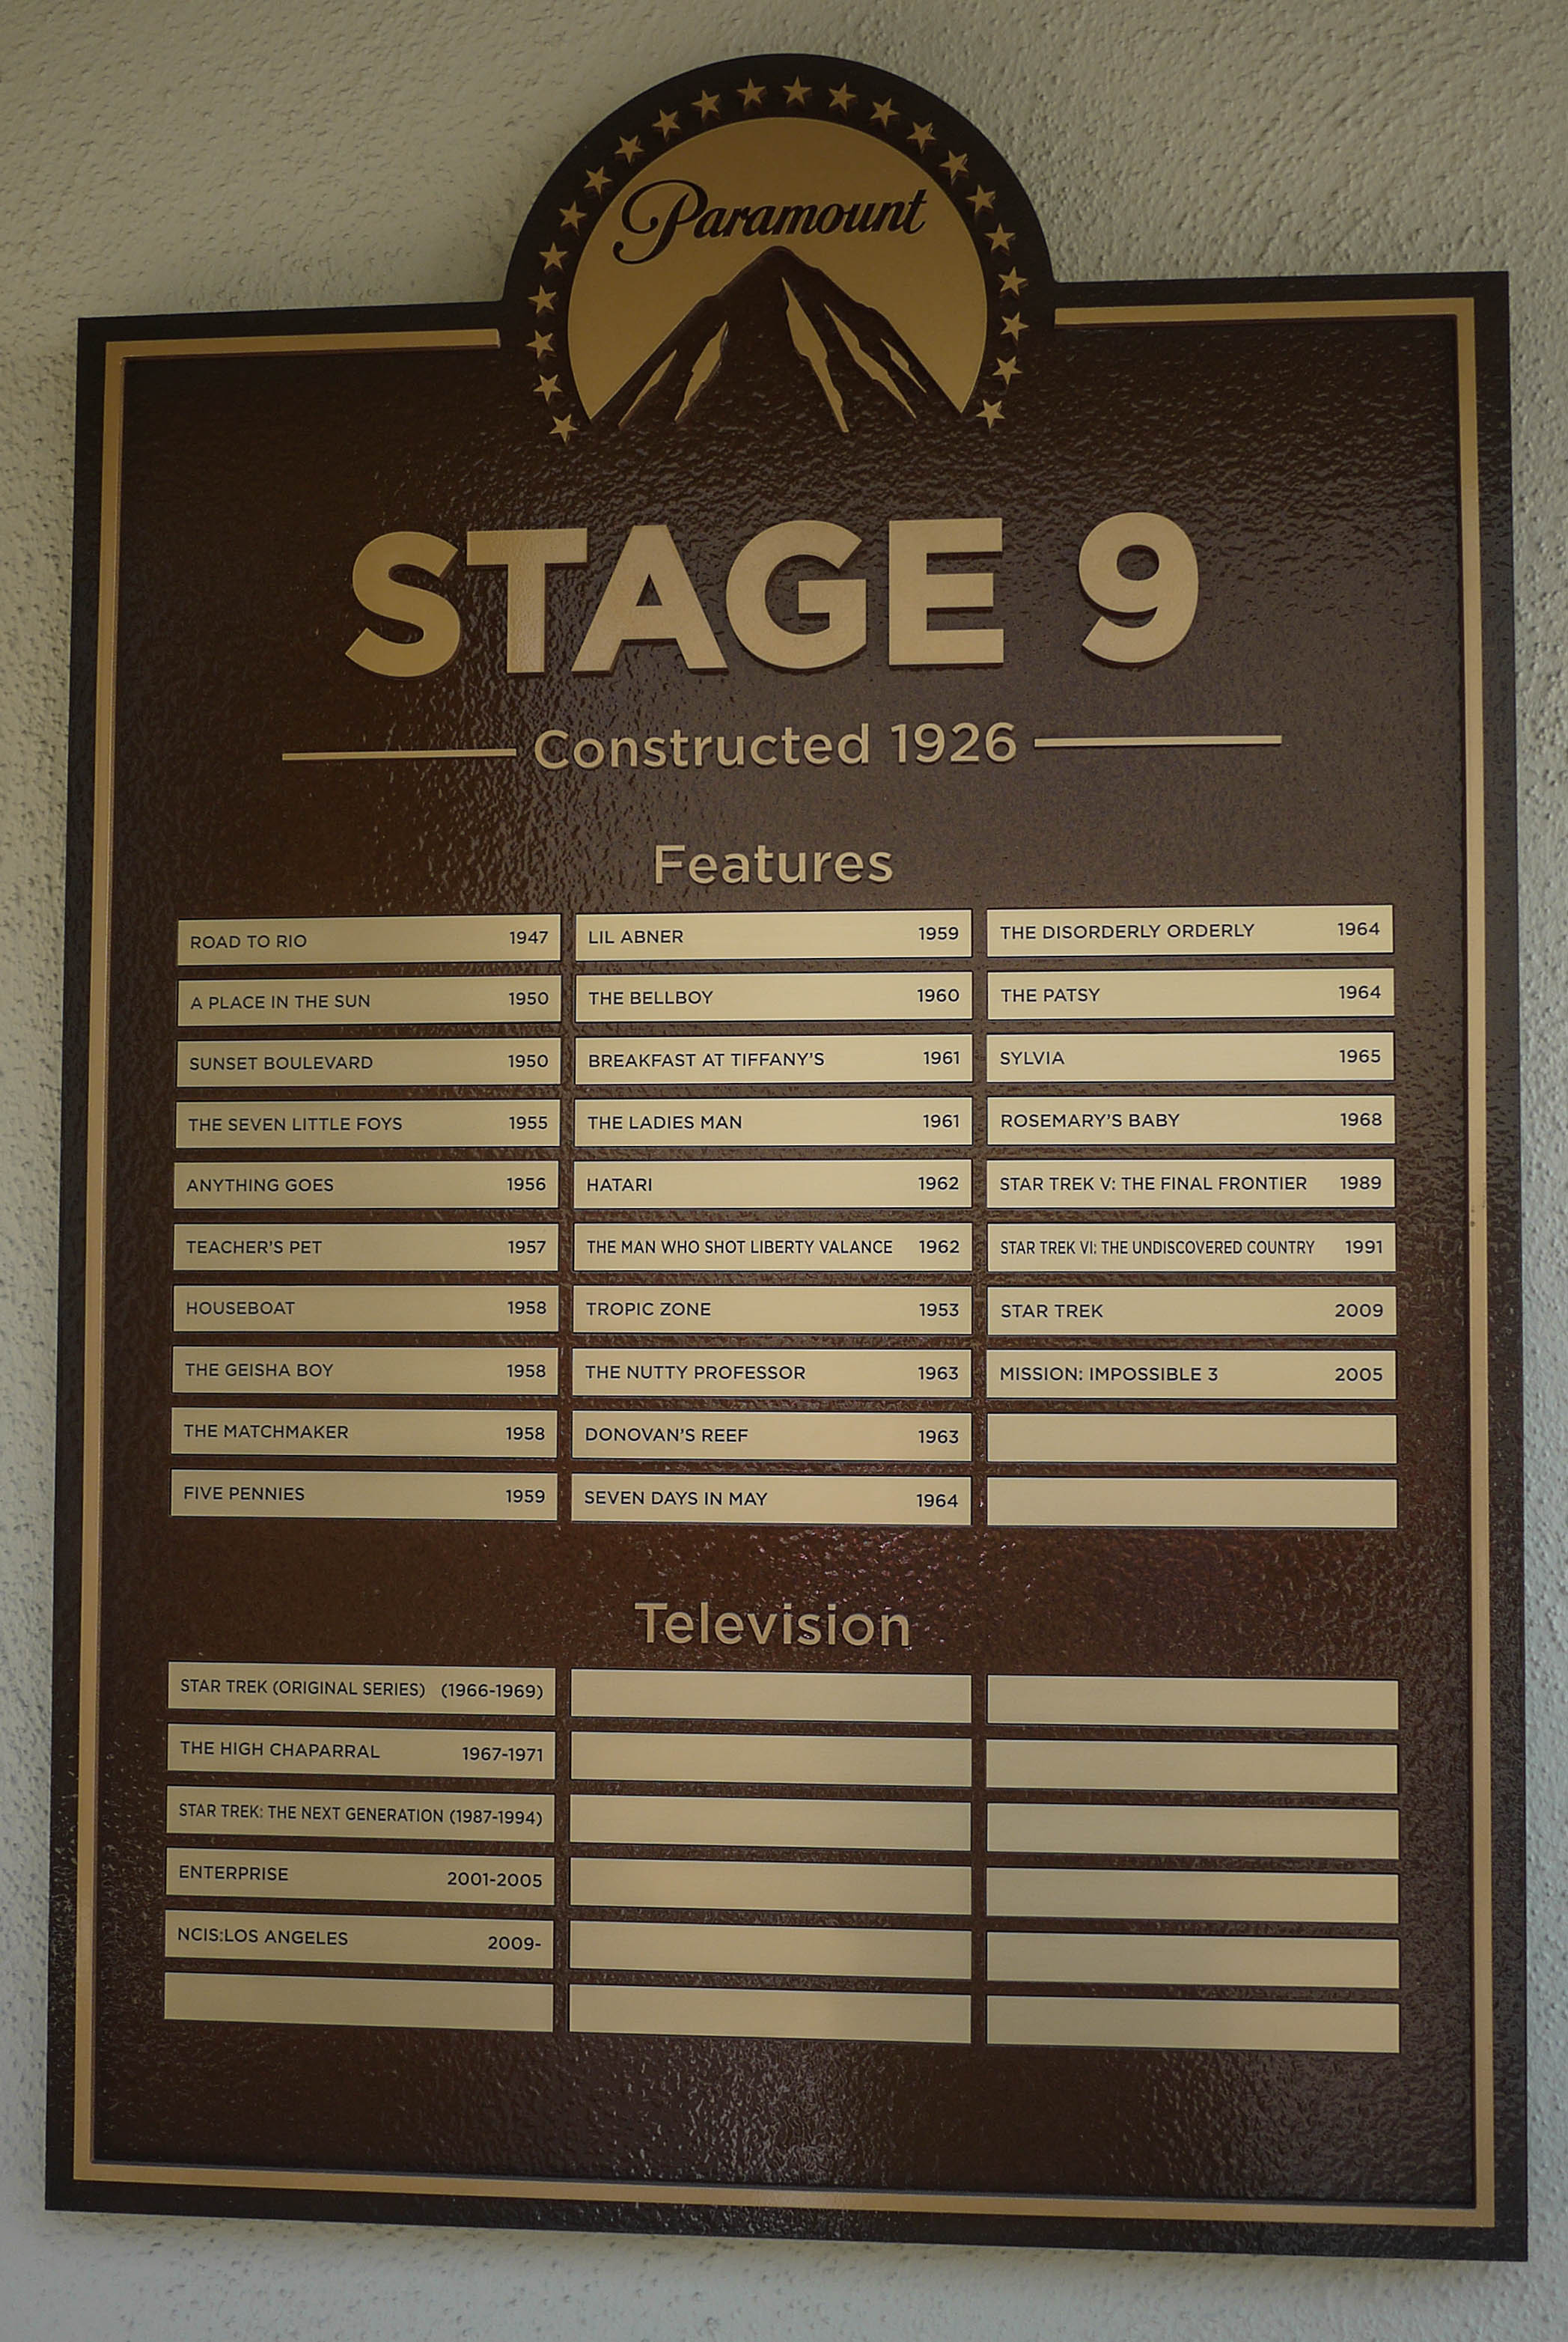 Paramount
STAGE 9
Constructed 1926
Features
ROAD TO RIO 1947
A PLACE IN THE SUN 1950
SUNSET BOULEVARD 1950
THE SEVEN LITTLE FOYS 1955
ANYTHING GOES 1956
TEACHER'S PET 1957
HOUSEBOAT 1958
THE GEISHA BOY 1958
THE MATCHMAKER 1958
FIVE PENNIES 1959
LIL ABNER 1959
THE BELLBOY 1960
BREAKFAST AT TIFFANY'S 1961
THE LADIES MAN 1961
HATARI 1962
THE MAN WHO SHOT LIBERTY VALANCE 1962
TROPIC ZONE 1953
THE NUTTY PROFESSOR 1963
DONOVAN'S REEF 1963
SEVEN DAYS IN MAY 1964
THE DISORDERLY ORDERLY 1964
THE PATSY 1964
SYLVIA 1965
ROSEMARY'S BABY 1968
STAR TREK V: THE FINAL FRONTIER 1989
STAR TREK VI: THE UNDISCOVERED COUNTRY 1991
STAR TREK 2009
MISSION: IMPOSSIBLE 3 2005
Television
STAR TREK (ORIGINAL SERIES) (1966-1969)
THE HIGH CHAPARRAL 1967-1971
STAR TREK: THE NEXT GENERATION (1987-1994)
ENTERPRISE 2001-2005
NCIS:LOS ANGELES 2009-